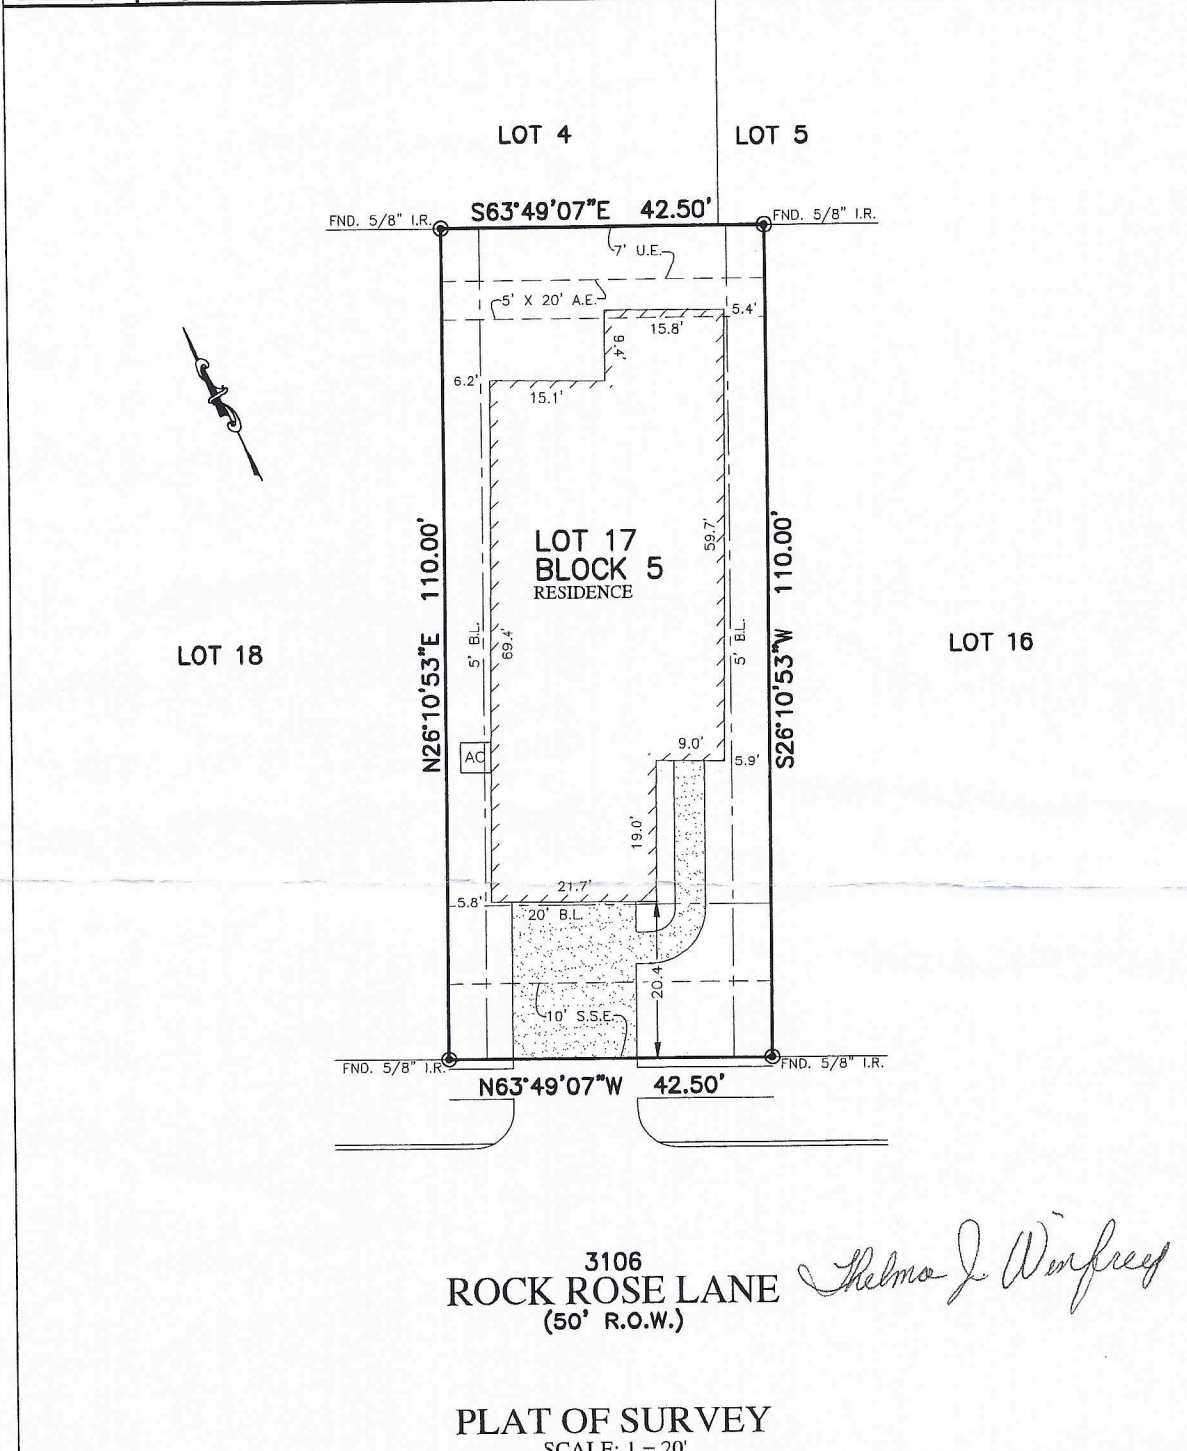 LOT 4
LOT 5
FND. 5/8" I.R.
S63°49'07"E 42.50'
FND. 5/8" I.R.
7' U.E.
5' X 20' A.E.
5.4'
15.8'
9.4'
6.2'
15.1'
LOT 17
BLOCK 5
RESIDENCE
59.7'
N26°10'53"E 110.00'
S26°10'53"W 110.00'
LOT 18
5' B.L.
69.4'
5' B.L.
LOT 16
AC
9.0'
5.9'
19.0'
21.7'
5.8'
20' B.L.
20.4
10' S.S.E.
FND. 5/8" I.R.
FND. 5/8" I.R.
N63°49'07"W 42.50'
3106
ROCK ROSE LANE
(50' R.O.W.)
Thelma J. Winfrey
PLAT OF SURVEY
SCALE: 1 = 20'